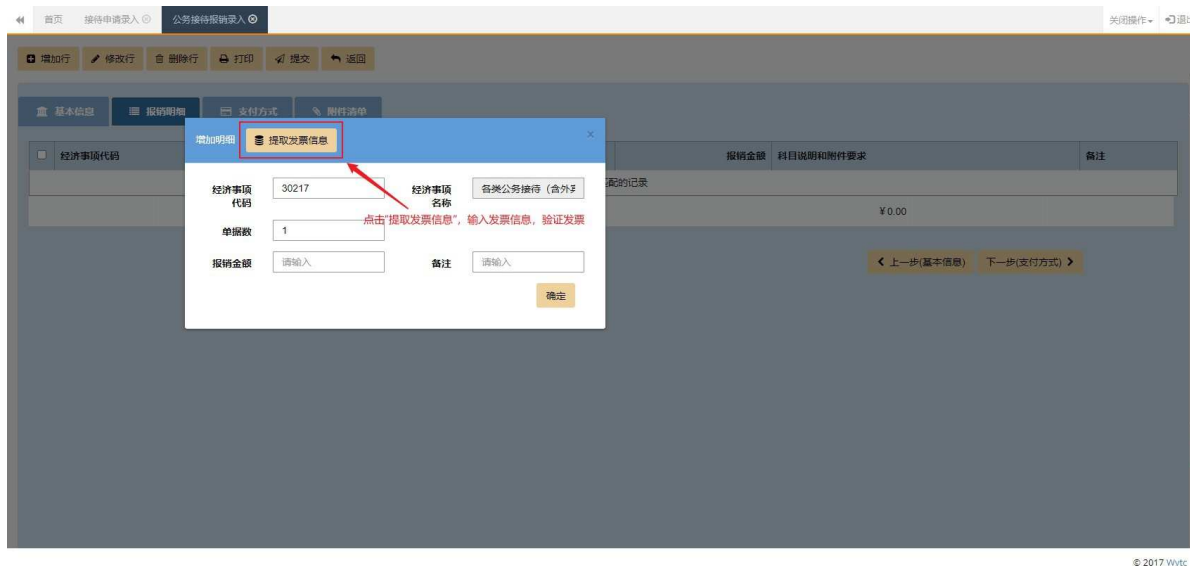 首页 接待申请录入 公务接待报销录入 关闭操作
增加行 修改行 删除行 打印 提交 返回
基本信息 报销明细 支付方式 附件清单
增加明细 提取发票信息 ×
经济事项代码 报销金额 科目说明和附件要求 备注
经济事项代码 30217 经济事项名称 各类公务接待（含外
配的记录
点击"提取发票信息"，输入发票信息，验证发票
¥0.00
单据数 1
报销金额 请输入 备注 请输入
上一步(基本信息) 下一步(支付方式)
确定
© 2017 Wvtc